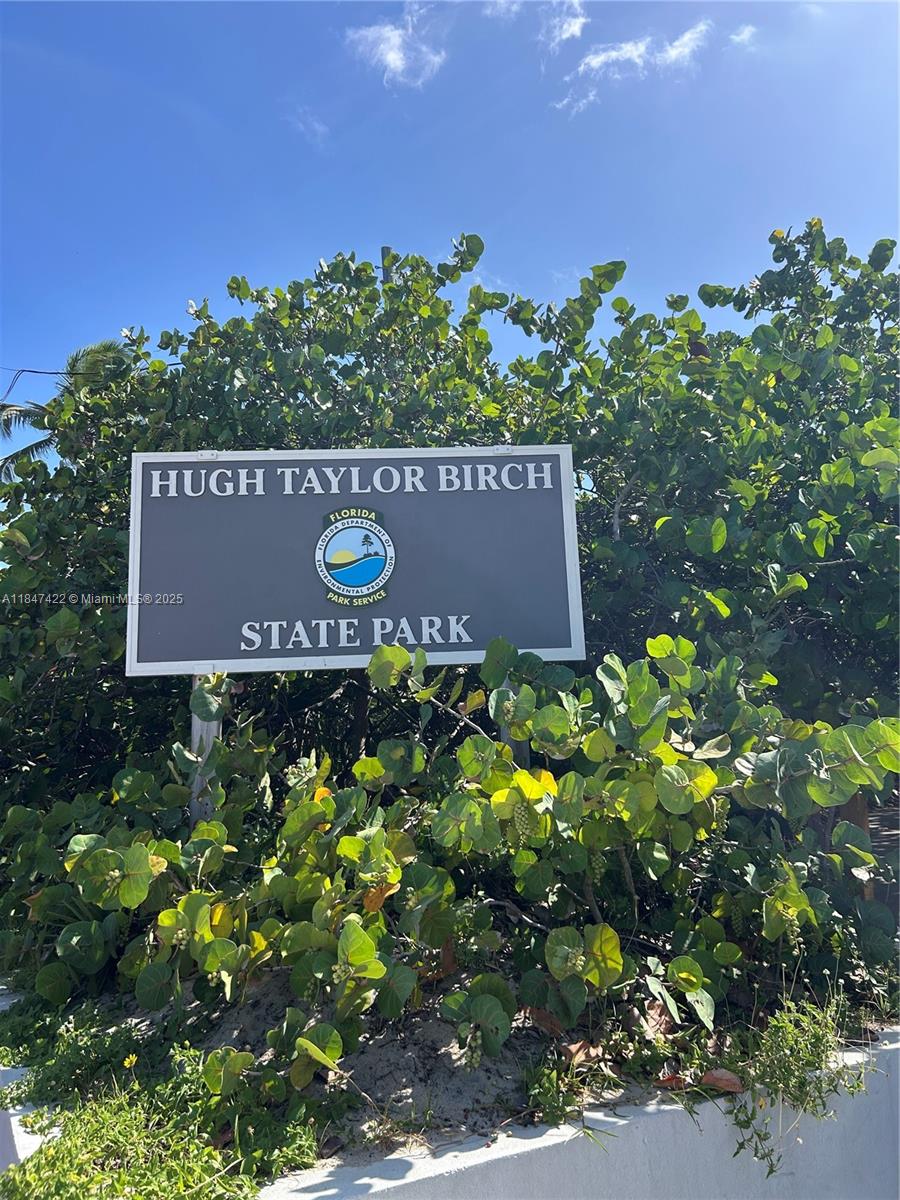 HUGH TAYLOR BIRCH
FLORIDA
FLORIDA DEPARTMENT OF
ENVIRONMENTAL PROTECTION
PARK SERVICE
STATE PARK
A11847422 © Miami MLS® 2025